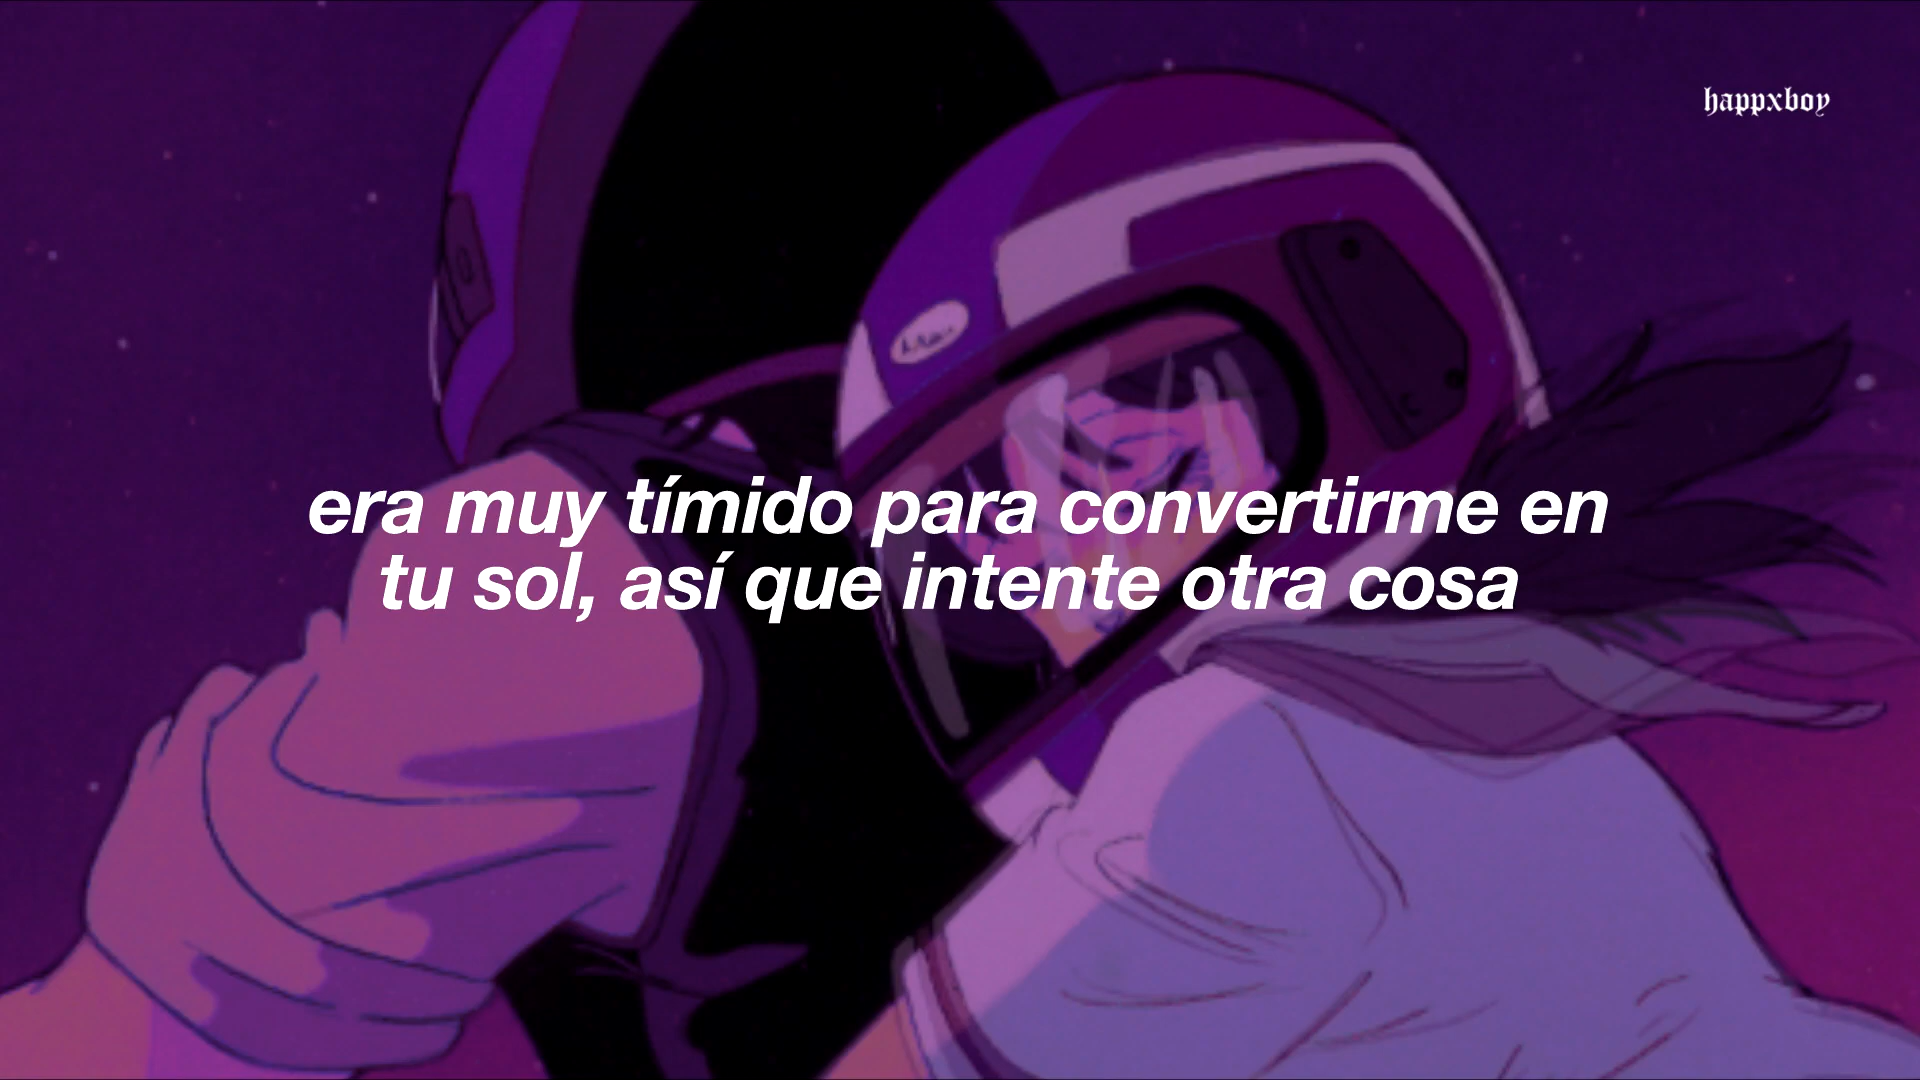 happxboy
era muy tímido para convertirme en
tu sol, así que intente otra cosa